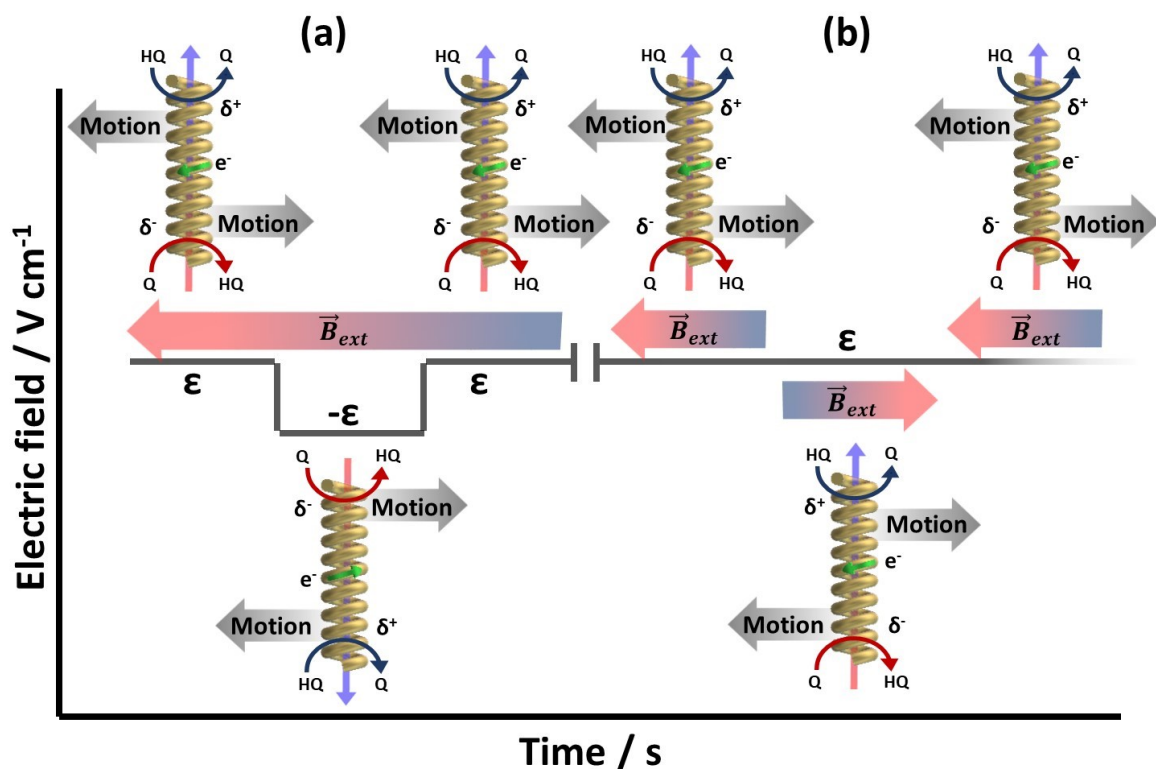 (a)
(b)
HQ Q
HQ Q
HQ Q
HQ Q
δ+
δ+
δ+
δ+
Motion
Motion
Motion
Motion
e-
e-
e-
e-
δ-
δ-
δ-
δ-
Motion
Motion
Motion
Motion
Q HQ
Q HQ
Q HQ
Q HQ
B⃗ext
B⃗ext
B⃗ext
ε
ε
-ε
ε
B⃗ext
Q HQ
HQ Q
δ-
Motion
δ+
Motion
e-
e-
Motion
δ+
Motion
δ-
HQ Q
Q HQ
Electric field / V cm-1
Time / s